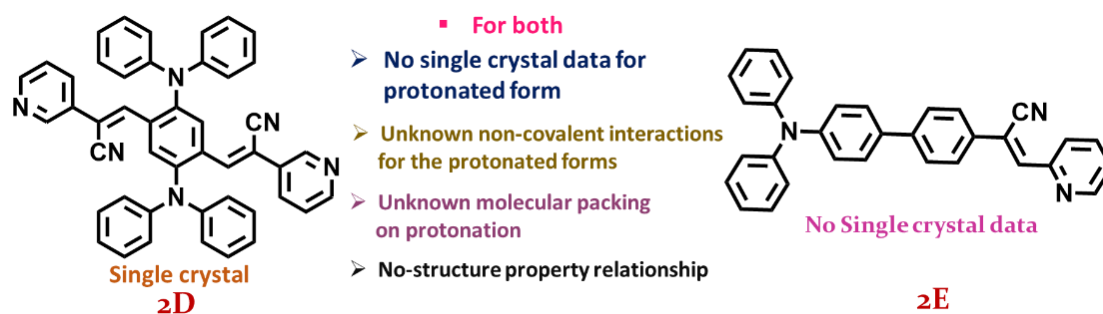 For both
No single crystal data for
protonated form
Unknown non-covalent interactions
for the protonated forms
Unknown molecular packing
on protonation
No-structure property relationship
N
N
CN
CN
N
N
Single crystal
2D
N
CN
N
No Single crystal data
2E